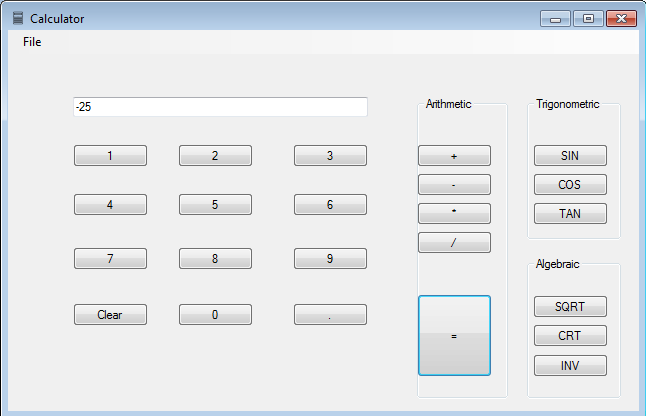 Calculator
File
-25
Arithmetic
Trigonometric
1 2 3 + SIN
- COS
4 5 6 * TAN
/
7 8 9
Algebraic
Clear 0 . = SQRT
CRT
INV